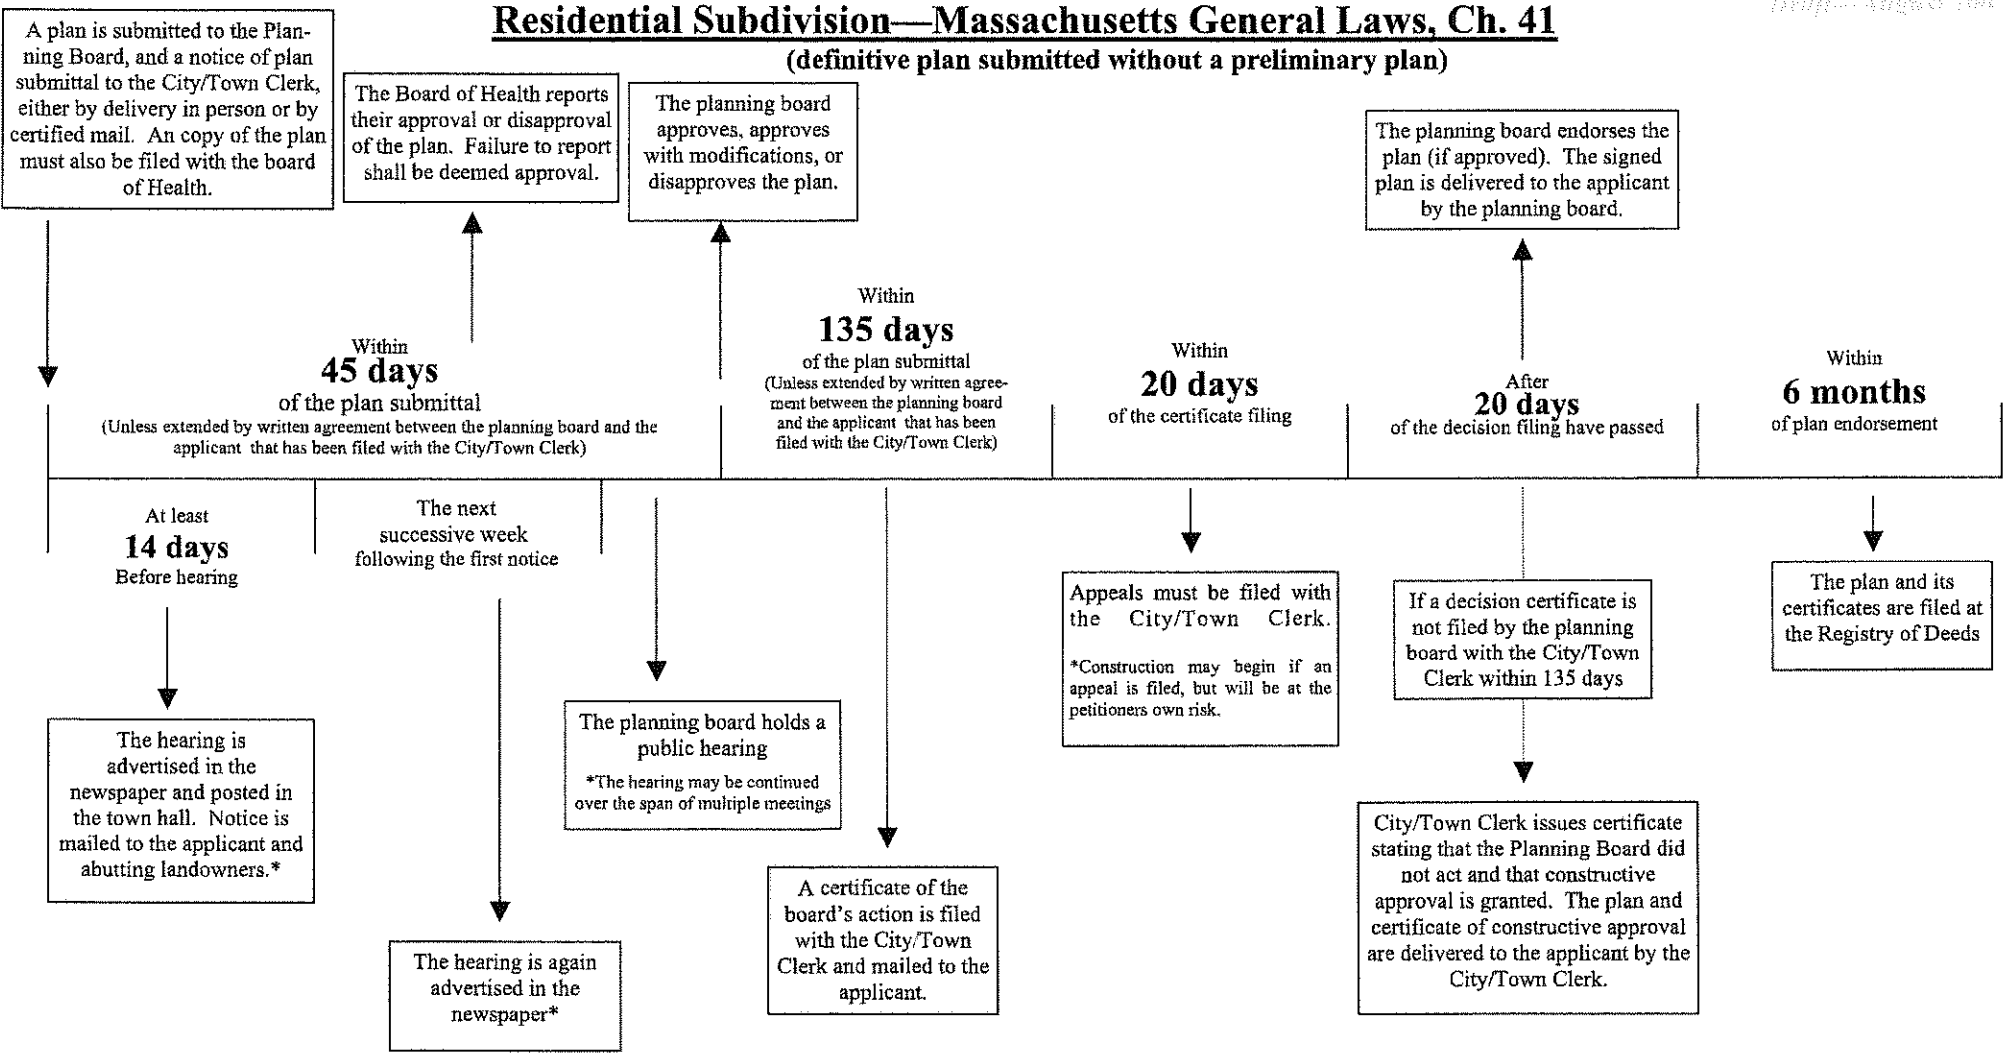 Residential Subdivision—Massachusetts General Laws, Ch. 41
(definitive plan submitted without a preliminary plan)
A plan is submitted to the Plan-
ning Board, and a notice of plan
submittal to the City/Town Clerk,
either by delivery in person or by
certified mail. An copy of the plan
must also be filed with the board
of Health.
The Board of Health reports
their approval or disapproval
of the plan. Failure to report
shall be deemed approval.
The planning board
approves, approves
with modifications, or
disapproves the plan.
The planning board endorses the
plan (if approved). The signed
plan is delivered to the applicant
by the planning board.
Within
45 days
of the plan submittal
(Unless extended by written agreement between the planning board and the
applicant that has been filed with the City/Town Clerk)
Within
135 days
of the plan submittal
(Unless extended by written agree-
ment between the planning board
and the applicant that has been
filed with the City/Town Clerk)
Within
20 days
of the certificate filing
After
20 days
of the decision filing have passed
Within
6 months
of plan endorsement
At least
14 days
Before hearing
The next
successive week
following the first notice
The hearing is
advertised in the
newspaper and posted in
the town hall. Notice is
mailed to the applicant and
abutting landowners.*
The hearing is again
advertised in the
newspaper*
The planning board holds a
public hearing
*The hearing may be continued
over the span of multiple meetings
A certificate of the
board's action is filed
with the City/Town
Clerk and mailed to the
applicant.
Appeals must be filed with
the City/Town Clerk.
*Construction may begin if an
appeal is filed, but will be at the
petitioners own risk.
If a decision certificate is
not filed by the planning
board with the City/Town
Clerk within 135 days
City/Town Clerk issues certificate
stating that the Planning Board did
not act and that constructive
approval is granted. The plan and
certificate of constructive approval
are delivered to the applicant by the
City/Town Clerk.
The plan and its
certificates are filed at
the Registry of Deeds